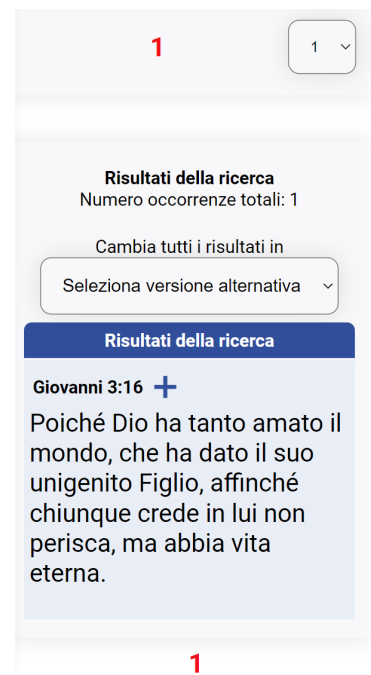 1
1
Risultati della ricerca
Numero occorrenze totali: 1
Cambia tutti i risultati in
Seleziona versione alternativa
Risultati della ricerca
Giovanni 3:16 +
Poiché Dio ha tanto amato il
mondo, che ha dato il suo
unigenito Figlio, affinché
chiunque crede in lui non
perisca, ma abbia vita
eterna.
1